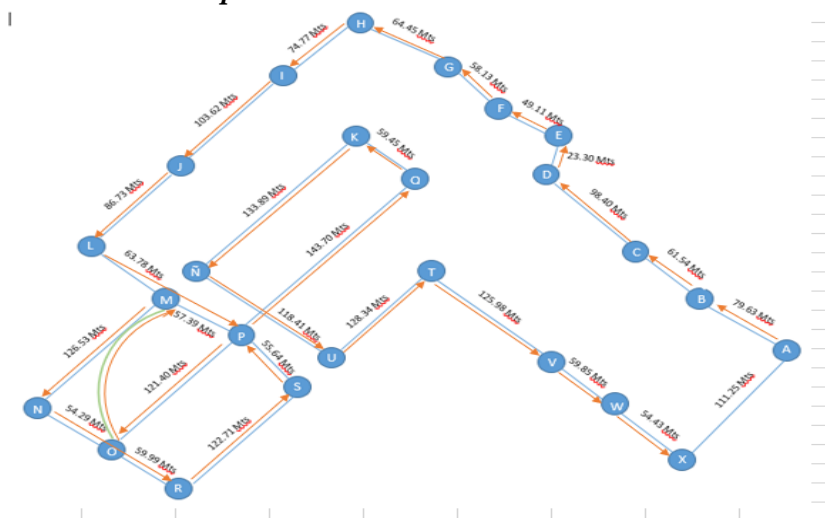 H
64.45 Mts
74.77 Mts
G
58.13 Mts
I
F
49.11 Mts
E
103.62 Mts
K
59.45 Mts
23.30 Mts
J
D
Q
86.73 Mts
133.89 Mts
98.40 Mts
143.70 Mts
L
C
63.78 Mts
61.54 Mts
Ñ
T
M
B
57.39 Mts
118.41 Mts
128.34 Mts
125.98 Mts
79.63 Mts
126.53 Mts
P
A
55.64 Mts
U
V
59.85 Mts
121.40 Mts
S
111.25 Mts
N
W
54.29 Mts
54.43 Mts
122.71 Mts
O
59.99 Mts
X
R